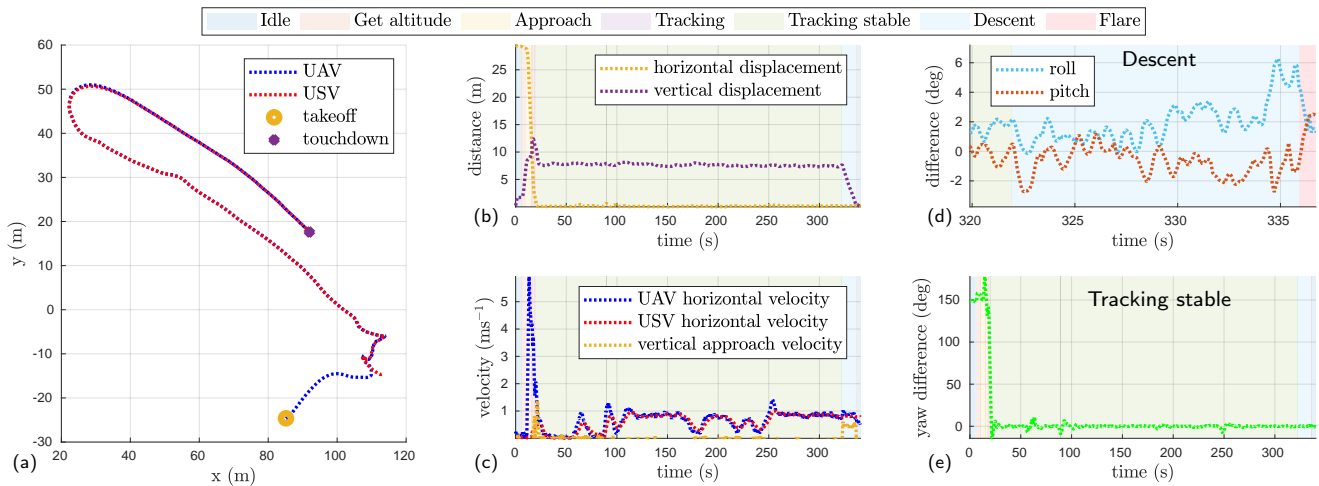 Idle Get altitude Approach Tracking Tracking stable Descent Flare
60
50
40
30
20
10
0
-10
-20
-30
20 40 60 80 100 120
y (m)
x (m)
UAV
USV
takeoff
touchdown
(a)
25
20
15
10
5
0 50 100 150 200 250 300
distance (m)
time (s)
horizontal displacement
vertical displacement
(b)
5
4
3
2
1
0 50 100 150 200 250 300
velocity (ms⁻¹)
time (s)
UAV horizontal velocity
USV horizontal velocity
vertical approach velocity
(c)
6
4
2
0
-2
320 325 330 335
difference (deg)
time (s)
Descent
roll
pitch
(d)
150
100
50
0
0 50 100 150 200 250 300
yaw difference (deg)
time (s)
Tracking stable
(e)